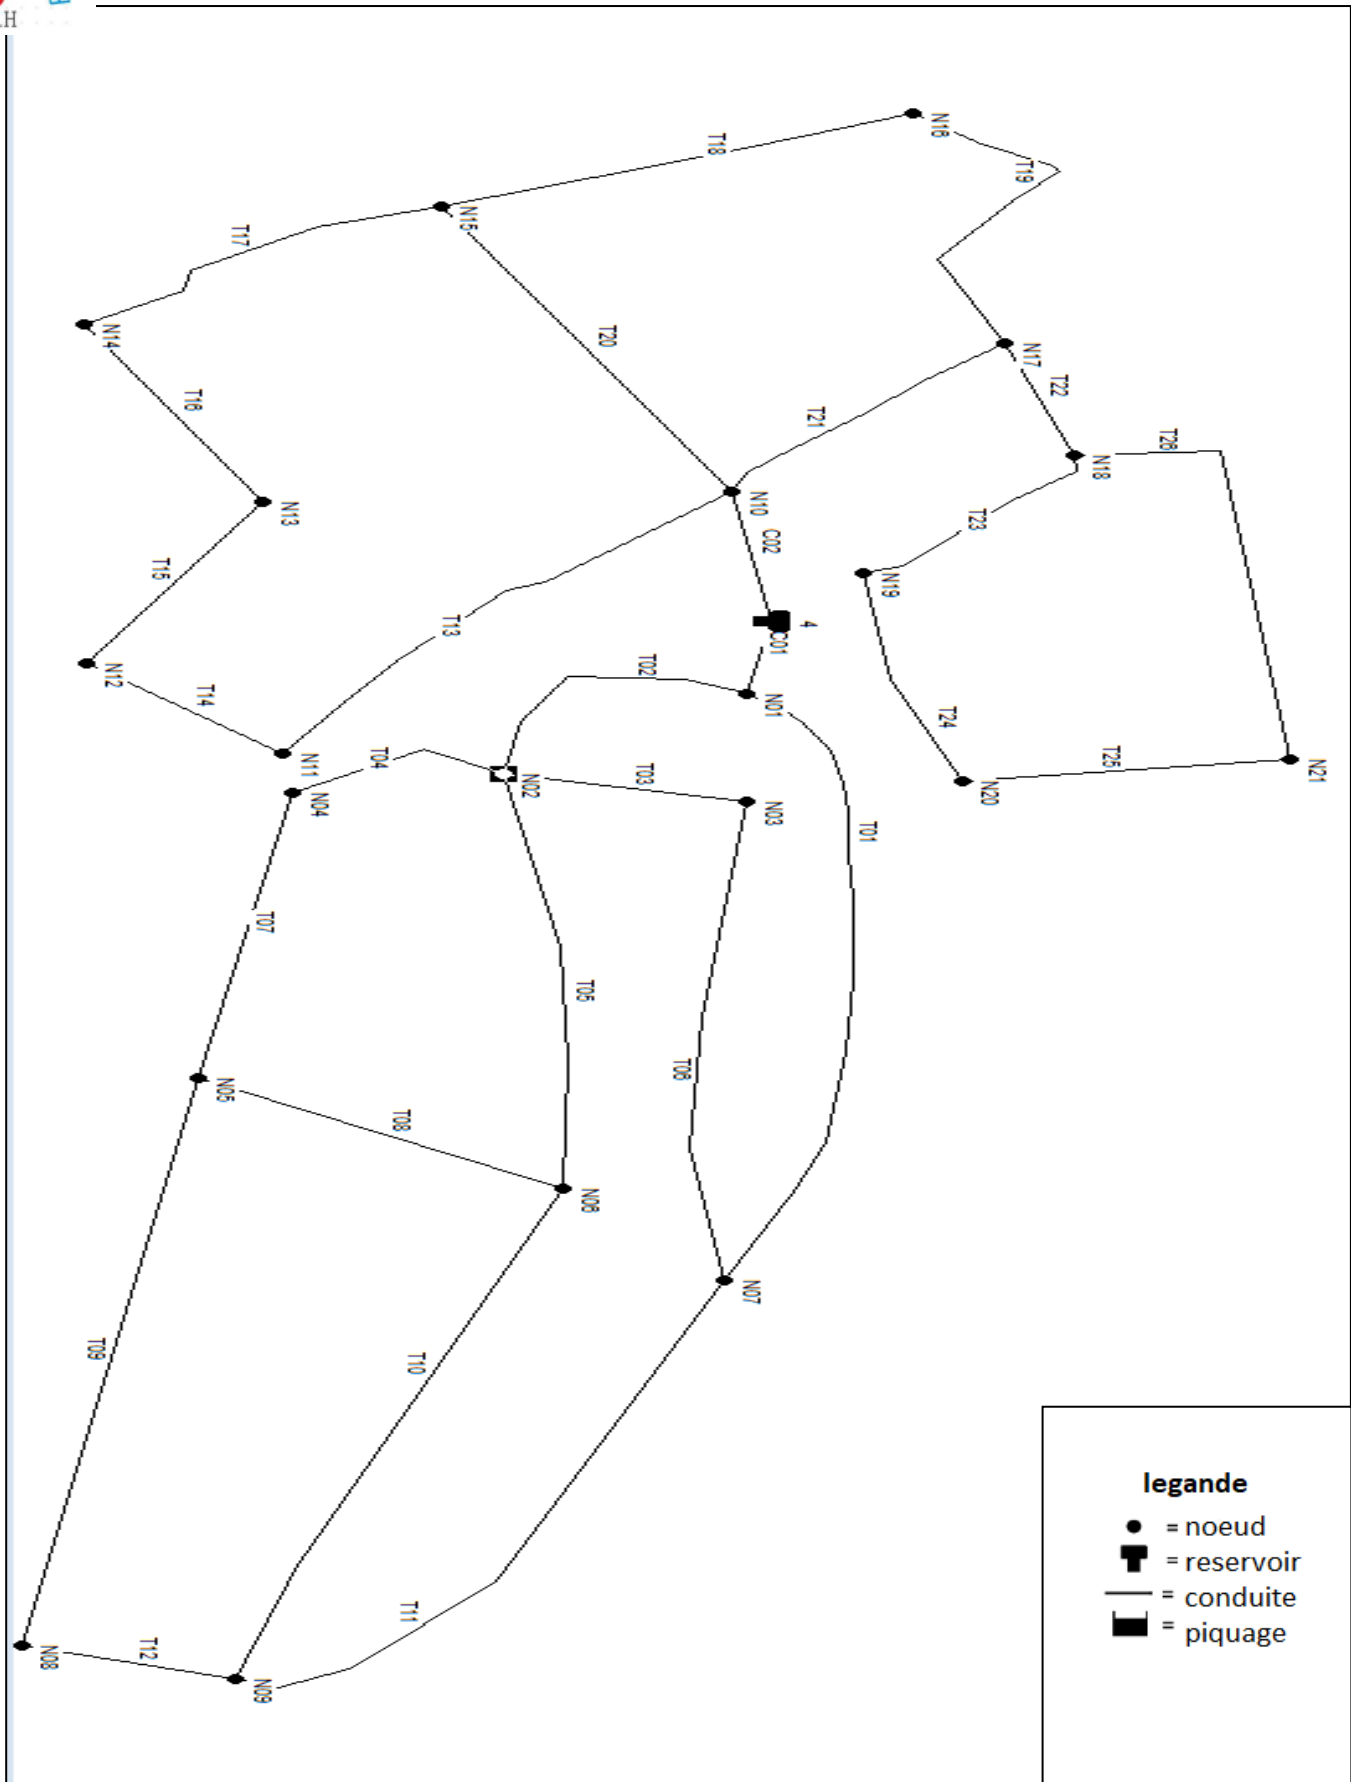 H
N16
T18
T19
N15
T17
N14
T20
N17
T22
T16
T21
T26
N18
N13
N10
C02
T23
T15
N19
4
C01
T13
T02
N12
T14
N01
T24
N11
T04
N02
T03
T25
N21
N20
N04
N03
T01
T07
T05
T06
N05
T08
N06
N07
T09
T10
T11
N08
T12
N09
legande
= noeud
= reservoir
= conduite
= piquage